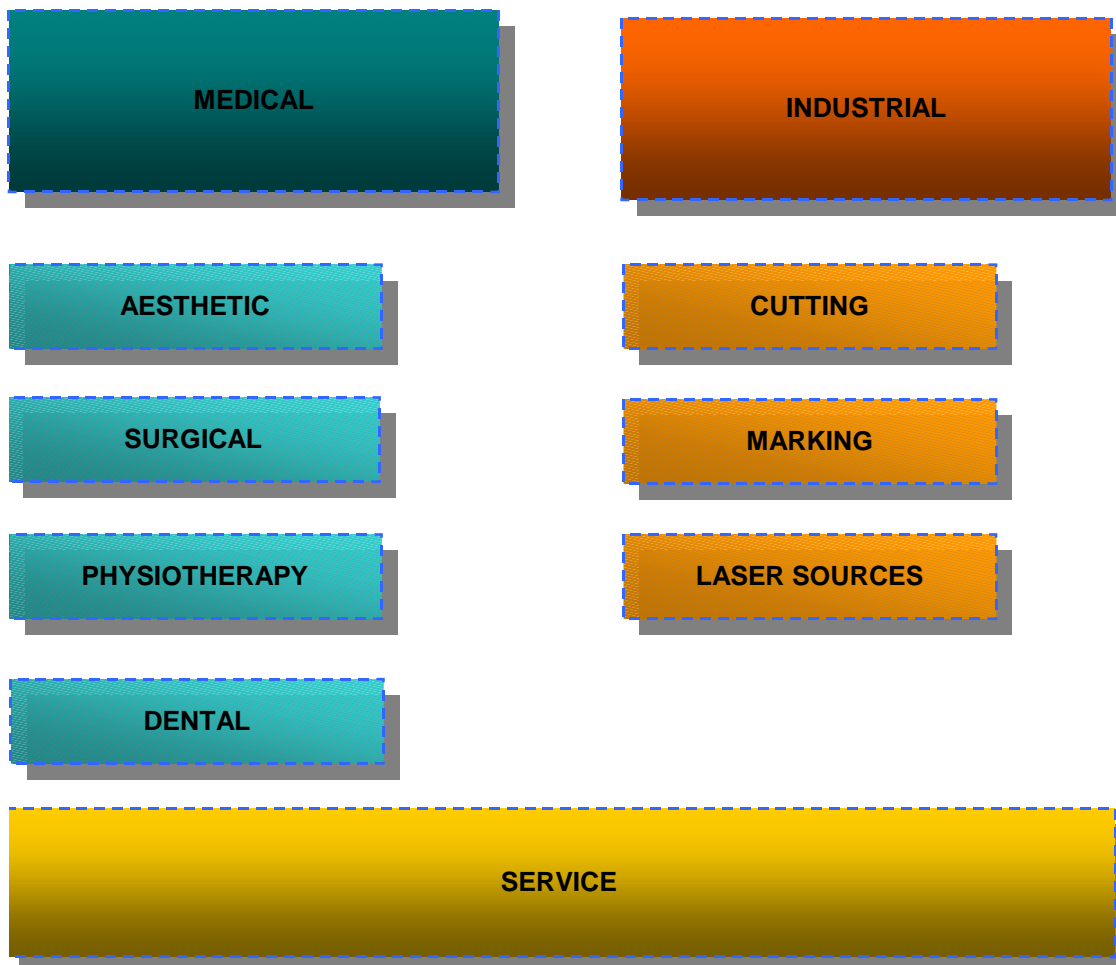 MEDICAL
INDUSTRIAL
AESTHETIC
CUTTING
SURGICAL
MARKING
PHYSIOTHERAPY
LASER SOURCES
DENTAL
SERVICE